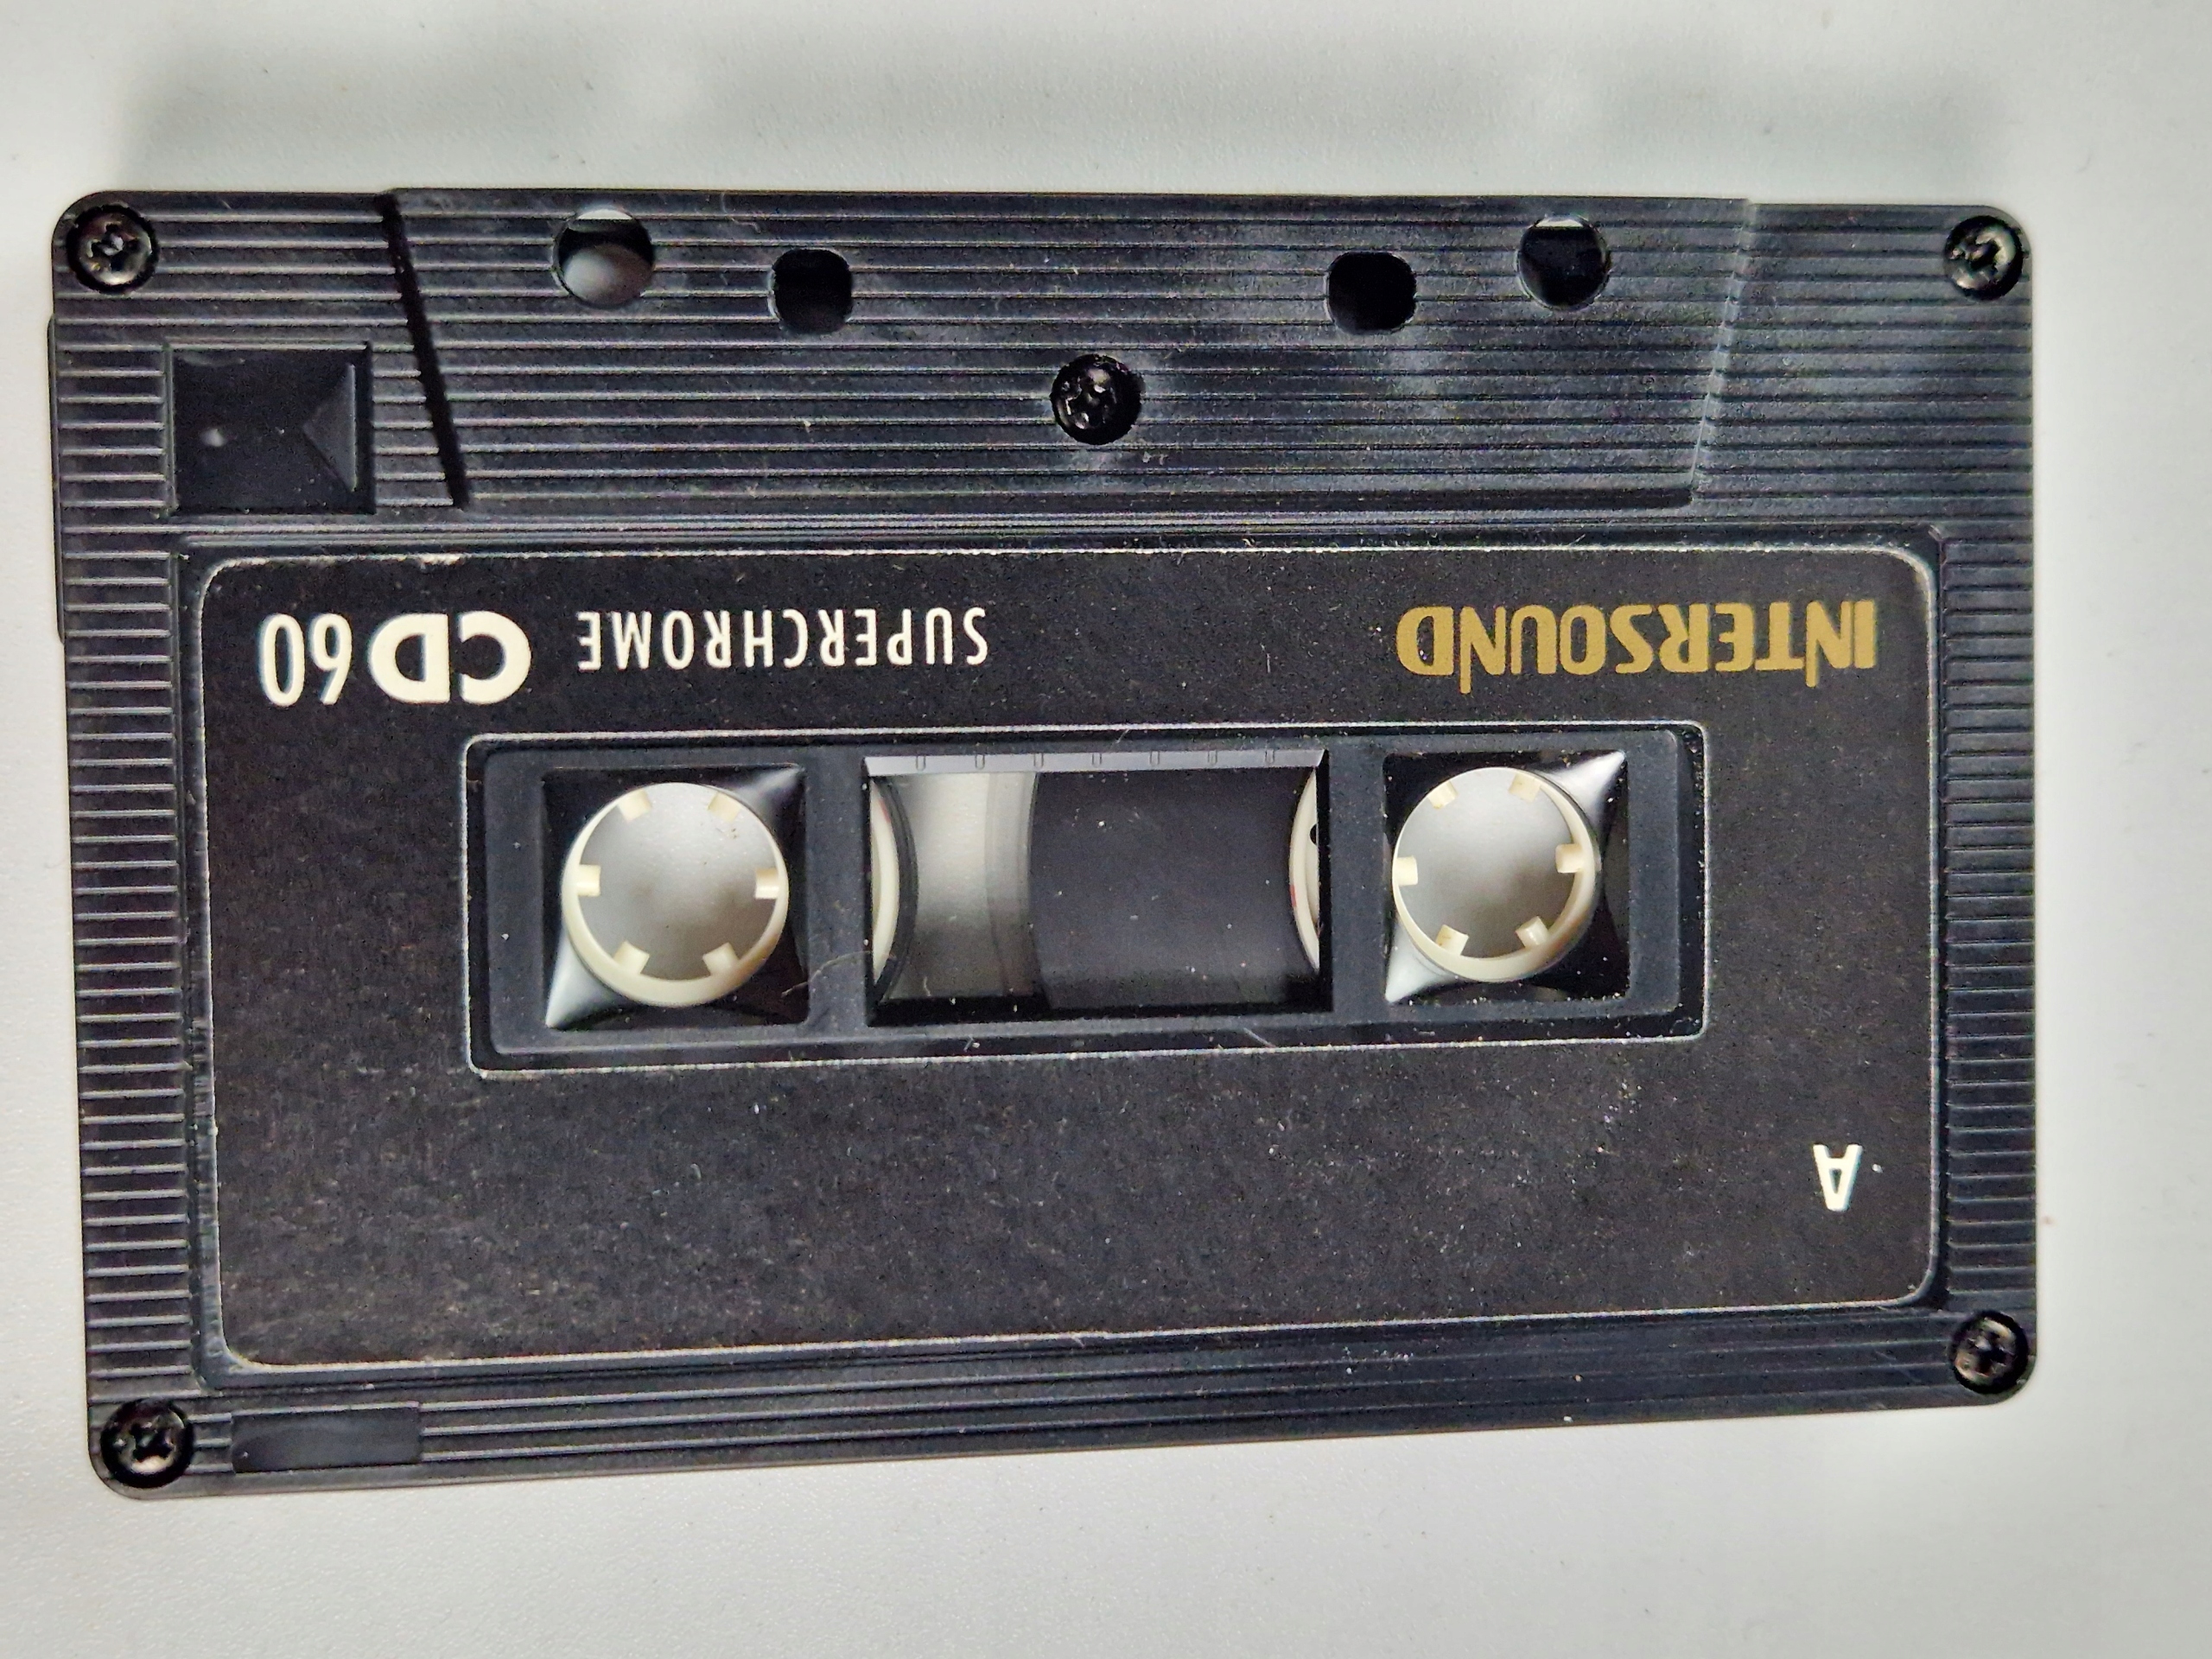 A
INTERSOUND SUPERCHROME CD60